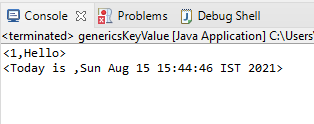 Console Problems Debug Shell
<terminated> genericsKeyValue [Java Application] C:\Users\
<1,Hello>
<Today is ,Sun Aug 15 15:44:46 IST 2021>